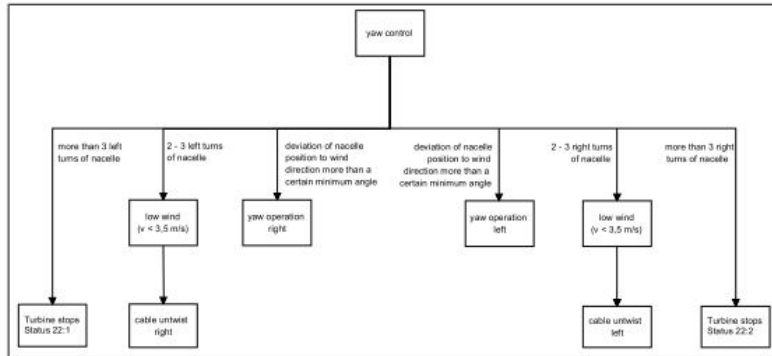 yaw control
more than 3 left
turns of nacelle
2 - 3 left turns
of nacelle
deviation of nacelle
position to wind
direction more than a
certain minimum angle
deviation of nacelle
position to wind
direction more than a
certain minimum angle
2 - 3 right turns
of nacelle
more than 3 right
turns of nacelle
low wind
(v < 3,5 m/s)
yaw operation
right
yaw operation
left
low wind
(v < 3,5 m/s)
Turbine stops
Status 22:1
cable untwist
right
cable untwist
left
Turbine stops
Status 22:2